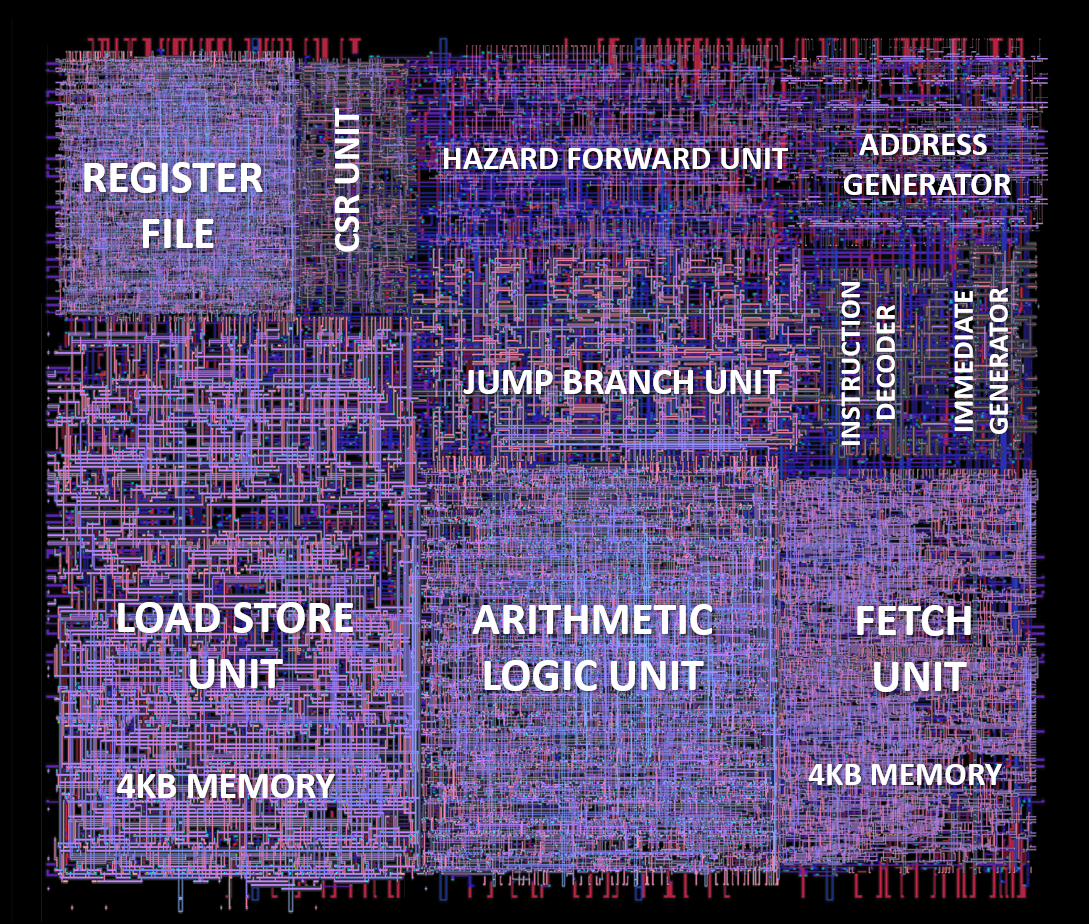 REGISTER
FILE
CSR UNIT
HAZARD FORWARD UNIT
ADDRESS
GENERATOR
JUMP BRANCH UNIT
INSTRUCTION
DECODER
IMMEDIATE
GENERATOR
LOAD STORE
UNIT
4KB MEMORY
ARITHMETIC
LOGIC UNIT
FETCH
UNIT
4KB MEMORY